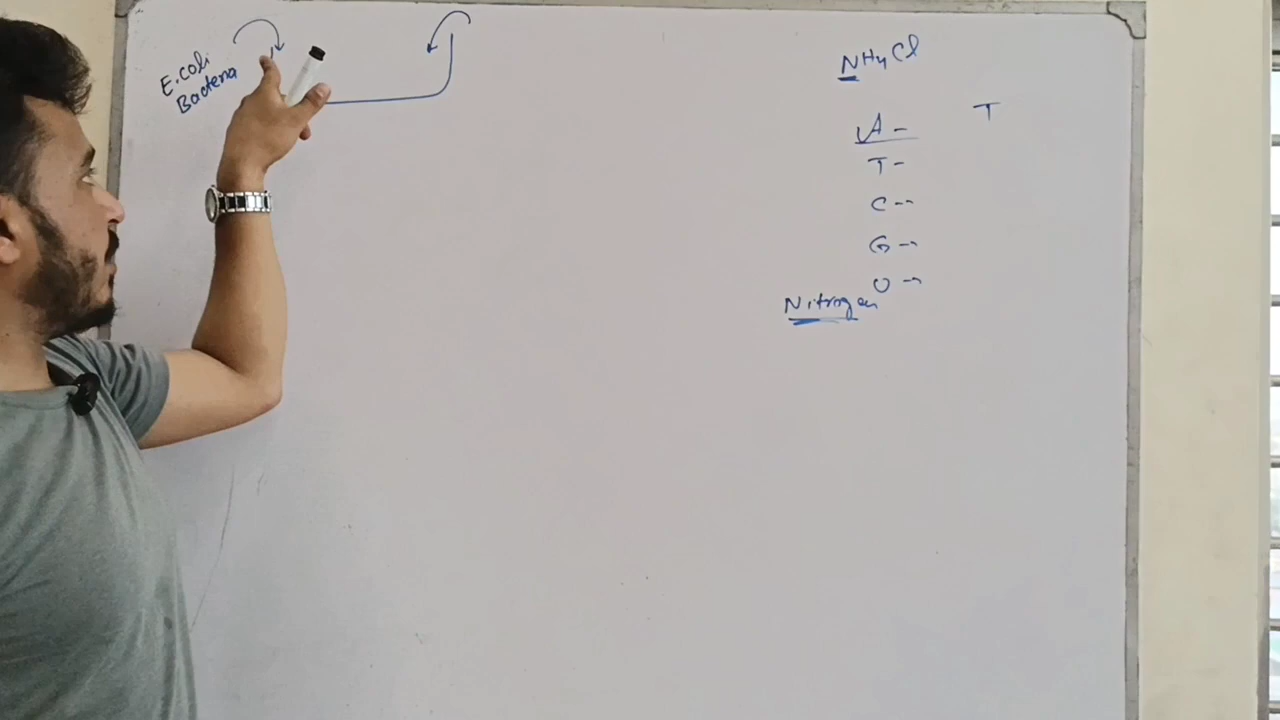 E.coli
Bacteria
NH4Cl
A -
T -
C --
G →
U →
Nitrogen
T